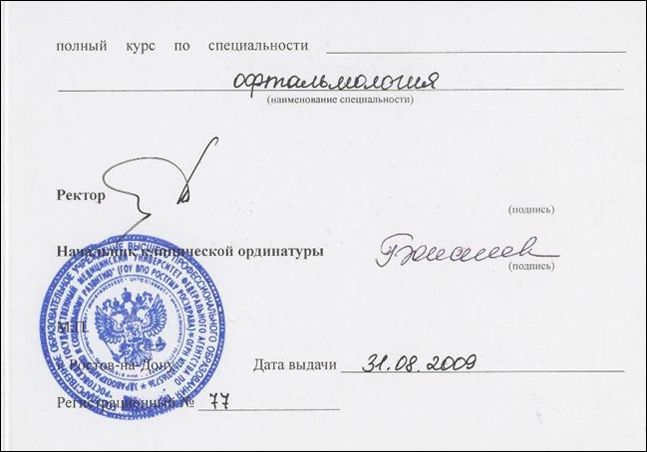 полный курс по специальности
офтальмология
(наименование специальности)
Ректор
(подпись)
Начальник клинической ординатуры
(подпись)
М.П.
г. Ростов-на-Дону
Дата выдачи 31.08.2009
Регистрационный № 77